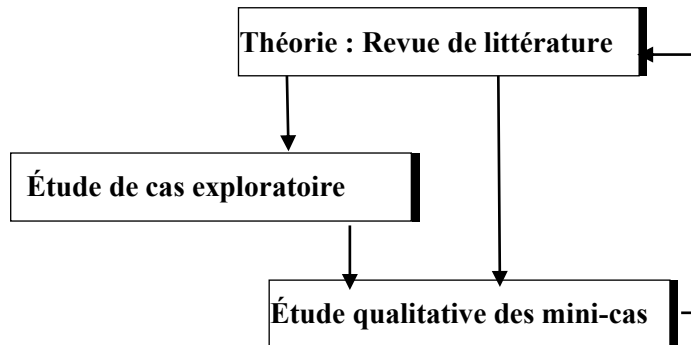 Théorie : Revue de littérature
Étude de cas exploratoire
Étude qualitative des mini-cas